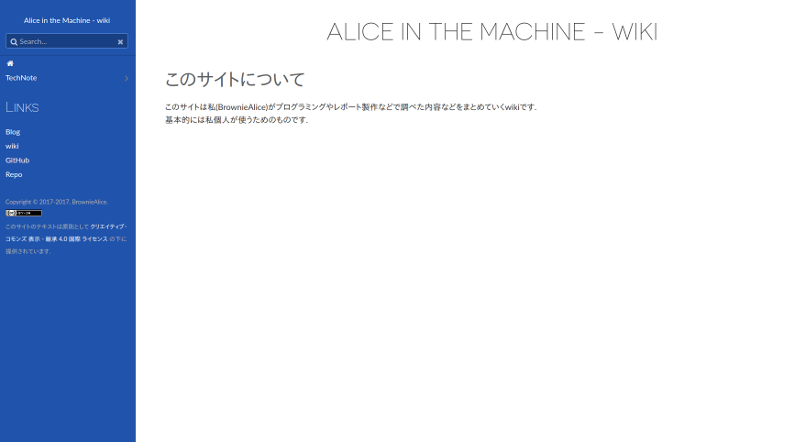 Alice in the Machine - wiki
Search...
TechNote
LINKS
Blog
wiki
GitHub
Repo
Copyright © 2017-2017. BrownieAlice.
このサイトのテキストは原則として クリエイティブ・
コモンズ 表示 - 継承 4.0 国際 ライセンス の下に
提供されています.
ALICE IN THE MACHINE - WIKI
このサイトについて
このサイトは私(BrownieAlice)がプログラミングやレポート製作などで調べた内容などをまとめていくwikiです.
基本的には私個人が使うためのものです.